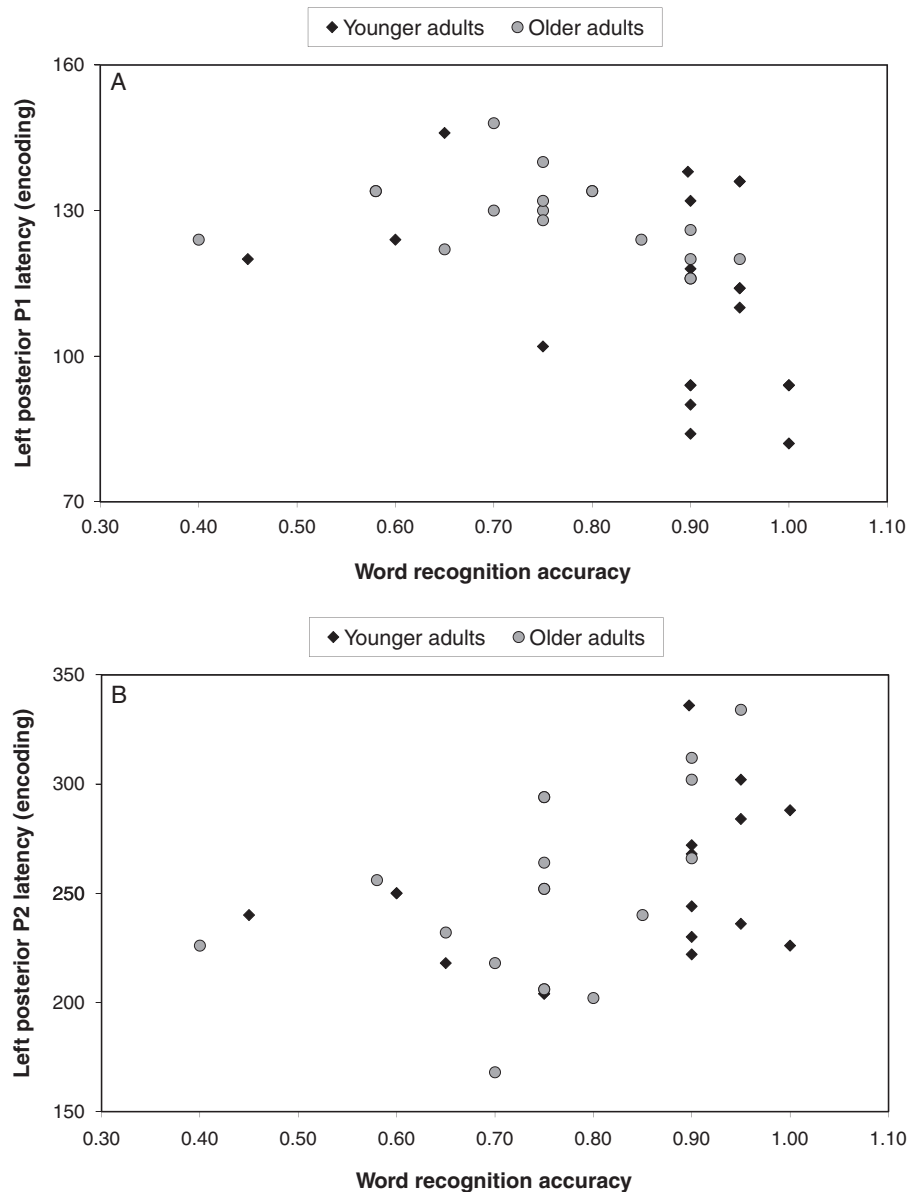 ◆ Younger adults ● Older adults
A
160
130
100
70
Left posterior P1 latency (encoding)
0.30 0.40 0.50 0.60 0.70 0.80 0.90 1.00 1.10
Word recognition accuracy
◆ Younger adults ● Older adults
B
350
300
250
200
150
Left posterior P2 latency (encoding)
0.30 0.40 0.50 0.60 0.70 0.80 0.90 1.00 1.10
Word recognition accuracy